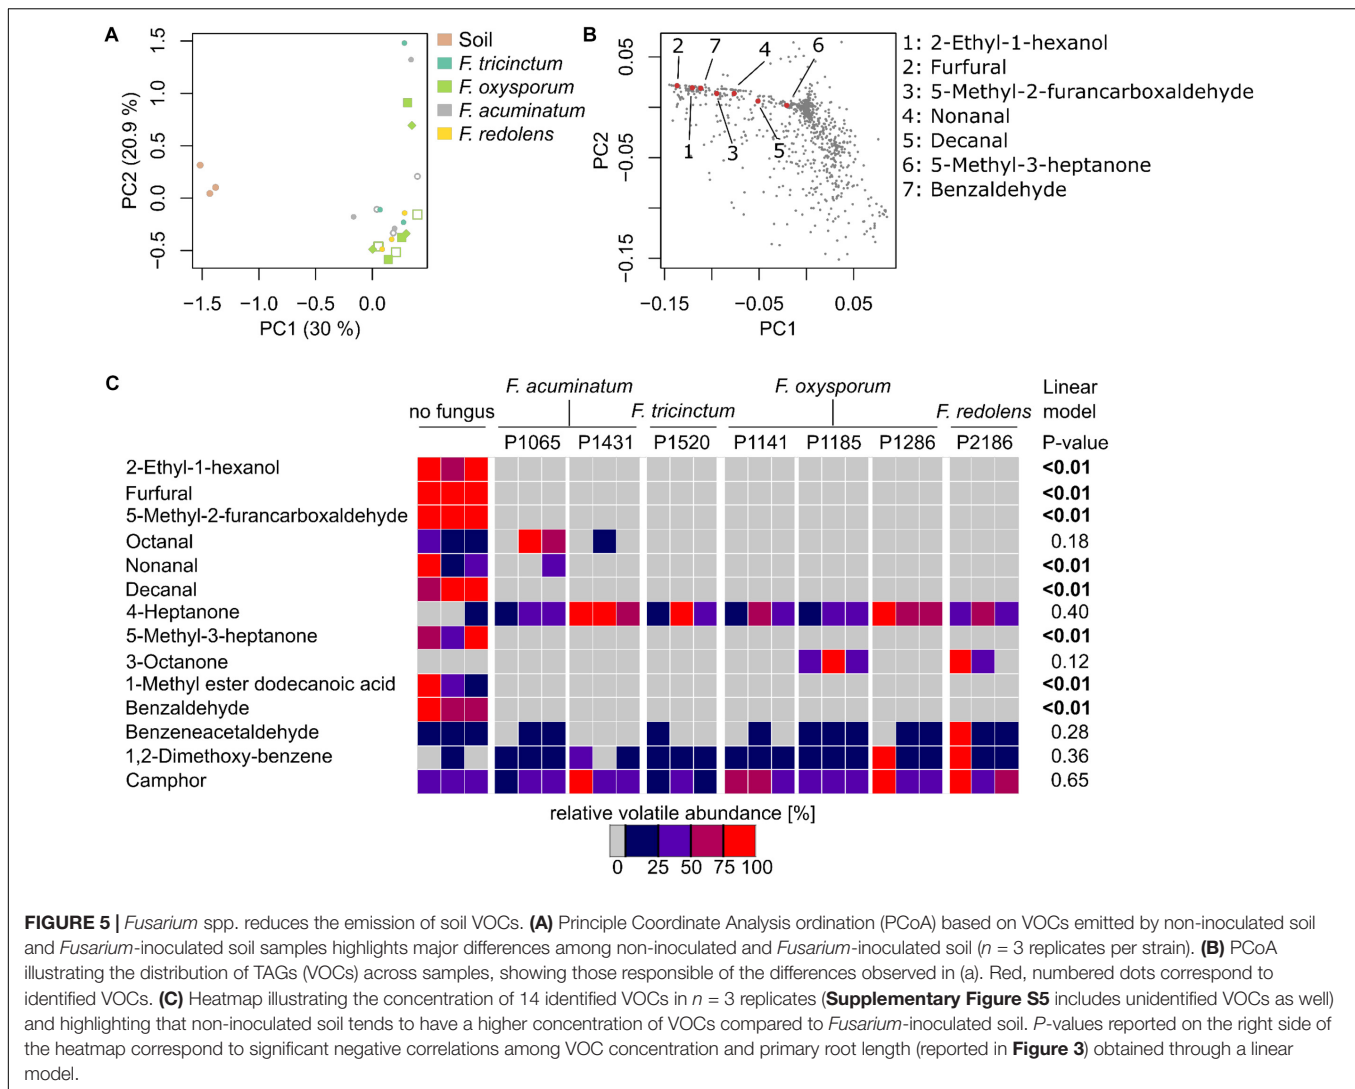 A
1.5
1.0
0.5
0.0
−0.5
PC2 (20.9 %)
−1.5
−1.0
−0.5
0.0
PC1 (30 %)
Soil
F. tricinctum
F. oxysporum
F. acuminatum
F. redolens
B
0.05
−0.05
−0.15
PC2
2
7
4
6
1
3
5
−0.15
−0.05
0.05
PC1
1: 2-Ethyl-1-hexanol
2: Furfural
3: 5-Methyl-2-furancarboxaldehyde
4: Nonanal
5: Decanal
6: 5-Methyl-3-heptanone
7: Benzaldehyde
C
F. acuminatum F. oxysporum Linear
no fungus F. tricinctum F. redolens model
P1065 P1431 P1520 P1141 P1185 P1286 P2186 P-value
2-Ethyl-1-hexanol <0.01
Furfural <0.01
5-Methyl-2-furancarboxaldehyde <0.01
Octanal 0.18
Nonanal <0.01
Decanal <0.01
4-Heptanone 0.40
5-Methyl-3-heptanone <0.01
3-Octanone 0.12
1-Methyl ester dodecanoic acid <0.01
Benzaldehyde <0.01
Benzeneacetaldehyde 0.28
1,2-Dimethoxy-benzene 0.36
Camphor 0.65
relative volatile abundance [%]
0 25 50 75 100
FIGURE 5 | Fusarium spp. reduces the emission of soil VOCs. (A) Principle Coordinate Analysis ordination (PCoA) based on VOCs emitted by non-inoculated soil
and Fusarium-inoculated soil samples highlights major differences among non-inoculated and Fusarium-inoculated soil (n = 3 replicates per strain). (B) PCoA
illustrating the distribution of TAGs (VOCs) across samples, showing those responsible of the differences observed in (a). Red, numbered dots correspond to
identified VOCs. (C) Heatmap illustrating the concentration of 14 identified VOCs in n = 3 replicates (Supplementary Figure S5 includes unidentified VOCs as well)
and highlighting that non-inoculated soil tends to have a higher concentration of VOCs compared to Fusarium-inoculated soil. P-values reported on the right side of
the heatmap correspond to significant negative correlations among VOC concentration and primary root length (reported in Figure 3) obtained through a linear
model.